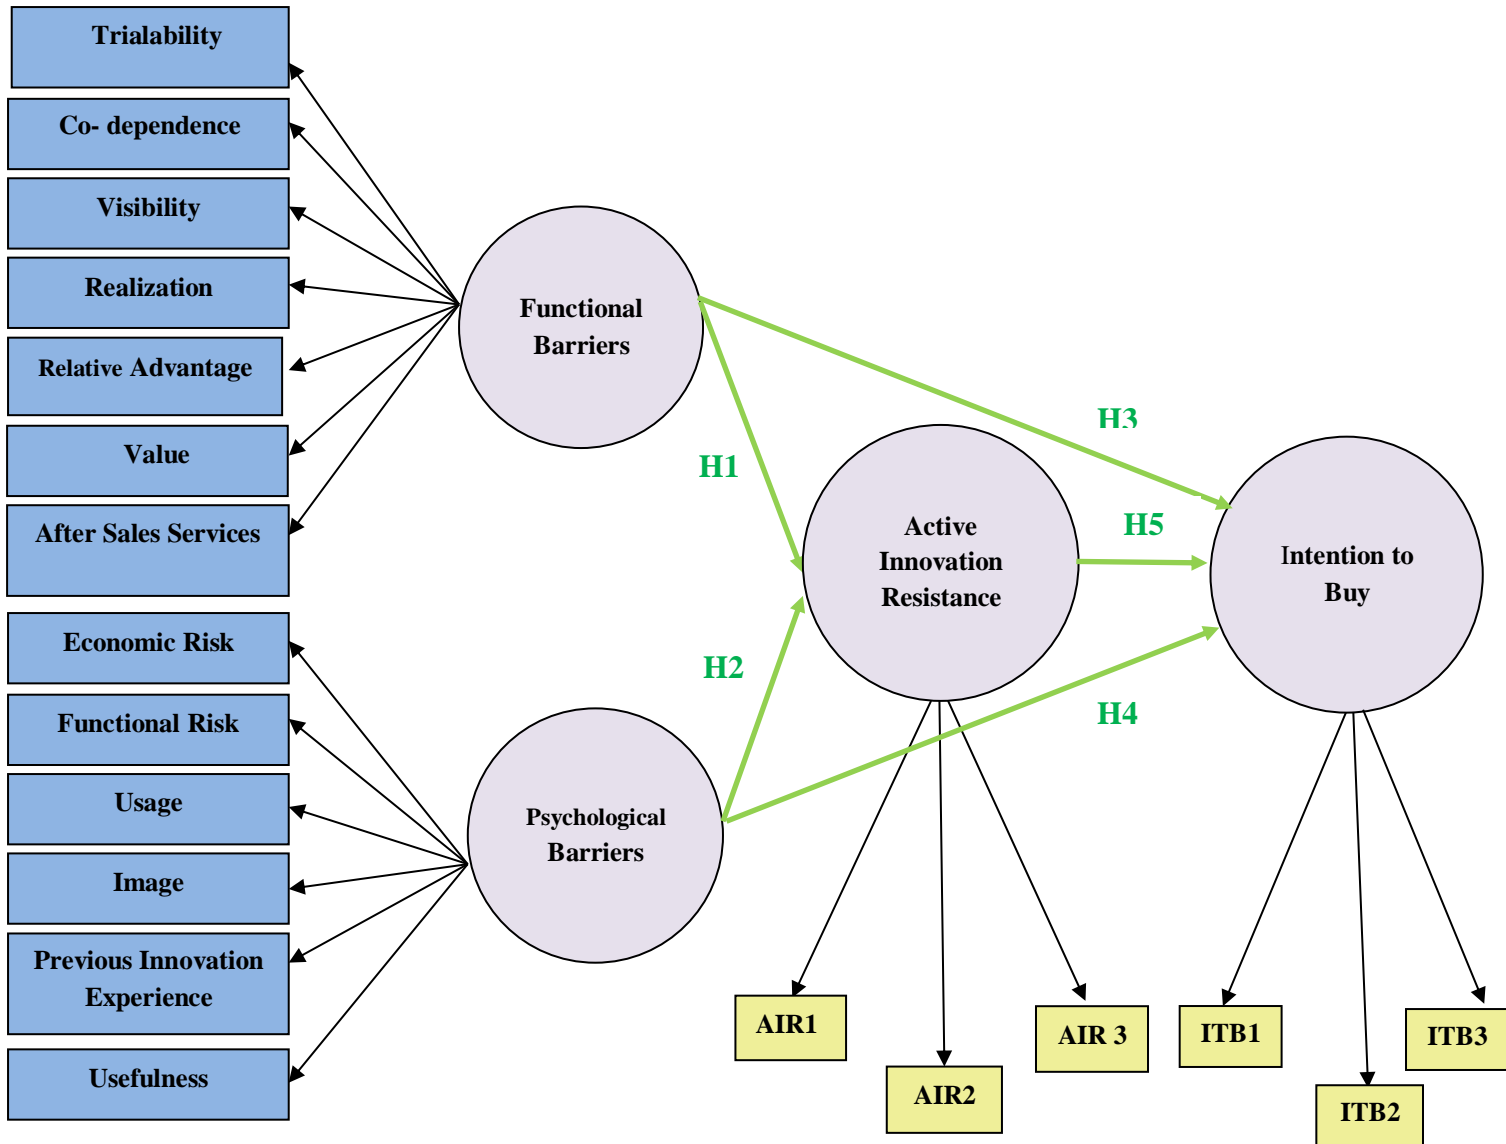 Trialability
Co- dependence
Visibility
Realization
Relative Advantage
Value
After Sales Services
Economic Risk
Functional Risk
Usage
Image
Previous Innovation
Experience
Usefulness
Functional
Barriers
Psychological
Barriers
H1
H2
H3
H4
H5
Active
Innovation
Resistance
Intention to
Buy
AIR1
AIR2
AIR 3
ITB1
ITB2
ITB3